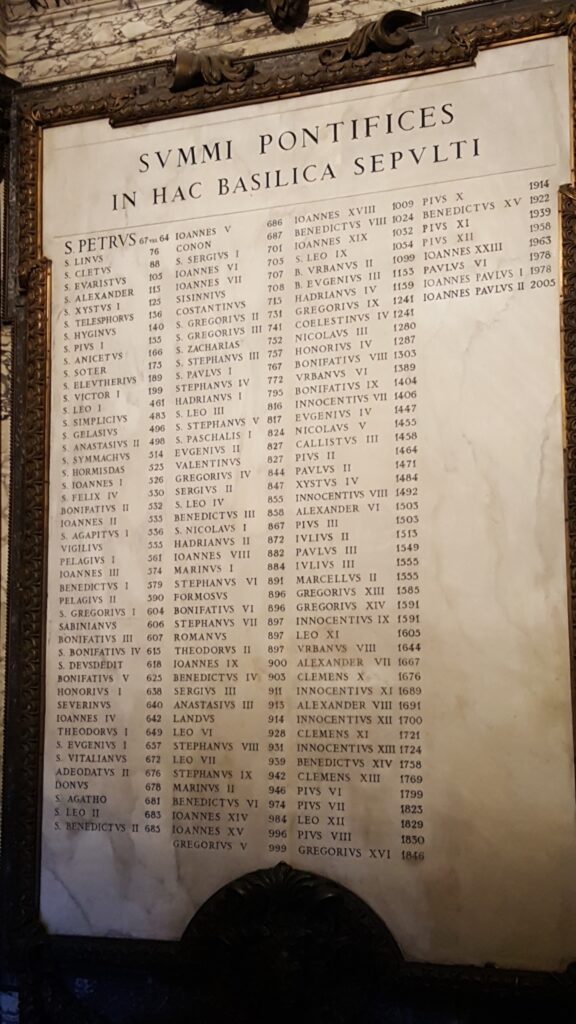 SVMMI PONTIFICES
IN HAC BASILICA SEPVLTI
S. PETRVS 67 vel 64
S. LINVS 76
S. CLETVS 88
S. EVARISTVS 105
S. ALEXANDER 115
S. XYSTVS I 125
S. TELESPHORVS 136
S. HYGINVS 140
S. PIVS I 155
S. ANICETVS 166
S. SOTER 175
S. ELEVTHERIVS 189
S. VICTOR I 199
S. LEO I 461
S. SIMPLICIVS 483
S. GELASIVS 496
S. ANASTASIVS II 498
S. SYMMACHVS 514
S. HORMISDAS 523
S. IOANNES I 526
S. FELIX IV 530
BONIFATIVS II 532
IOANNES II 535
S. AGAPITVS I 536
VIGILIVS 555
PELAGIVS I 561
IOANNES III 574
BENEDICTVS I 579
PELAGIVS II 590
S. GREGORIVS I 604
SABINIANVS 606
BONIFATIVS III 607
S. BONIFATIVS IV 615
S. DEVSDEDIT 618
BONIFATIVS V 625
HONORIVS I 638
SEVERINVS 640
IOANNES IV 642
THEODORVS I 649
S. EVGENIVS I 657
S. VITALIANVS 672
ADEODATVS II 676
DONVS 678
S. AGATHO 681
S. LEO II 683
S. BENEDICTVS II 685
IOANNES V 686
CONON 687
S. SERGIVS I 701
IOANNES VI 705
IOANNES VII 707
SISINNIVS 708
COSTANTINVS 715
S. GREGORIVS II 731
S. GREGORIVS III 741
S. ZACHARIAS 752
S. STEPHANVS III 757
S. PAVLVS I 767
STEPHANVS IV 772
HADRIANVS I 795
S. LEO III 816
S. STEPHANVS V 817
S. PASCHALIS I 824
EVGENIVS II 827
VALENTINVS 827
GREGORIVS IV 844
SERGIVS II 847
S. LEO IV 855
BENEDICTVS III 858
S. NICOLAVS I 867
HADRIANVS II 872
IOANNES VIII 882
MARINVS I 884
STEPHANVS VI 891
FORMOSVS 896
BONIFATIVS VI 896
STEPHANVS VII 897
ROMANVS 897
THEODORVS II 897
IOANNES IX 900
BENEDICTVS IV 903
SERGIVS III 911
ANASTASIVS III 913
LANDVS 914
LEO VI 928
STEPHANVS VIII 931
LEO VII 939
STEPHANVS IX 942
MARINVS II 946
BENEDICTVS VI 974
IOANNES XIV 984
IOANNES XV 996
GREGORIVS V 999
IOANNES XVIII 1009
BENEDICTVS VIII 1024
IOANNES XIX 1032
S. LEO IX 1054
B. VRBANVS II 1099
B. EVGENIVS III 1153
HADRIANVS IV 1159
GREGORIVS IX 1241
COELESTINVS IV 1241
NICOLAVS III 1280
HONORIVS IV 1287
BONIFATIVS VIII 1303
VRBANVS VI 1389
BONIFATIVS IX 1404
INNOCENTIVS VII 1406
EVGENIVS IV 1447
NICOLAVS V 1455
CALLISTVS III 1458
PIVS II 1464
PAVLVS II 1471
XYSTVS IV 1484
INNOCENTIVS VIII 1492
ALEXANDER VI 1503
PIVS III 1503
IVLIVS II 1513
PAVLVS III 1549
IVLIVS III 1555
MARCELLVS II 1555
GREGORIVS XIII 1585
GREGORIVS XIV 1591
INNOCENTIVS IX 1591
LEO XI 1605
VRBANVS VIII 1644
ALEXANDER VII 1667
CLEMENS X 1676
INNOCENTIVS XI 1689
ALEXANDER VIII 1691
INNOCENTIVS XII 1700
CLEMENS XI 1721
INNOCENTIVS XIII 1724
BENEDICTVS XIV 1758
CLEMENS XIII 1769
PIVS VI 1799
PIVS VII 1823
LEO XII 1829
PIVS VIII 1830
GREGORIVS XVI 1846
PIVS X 1914
BENEDICTVS XV 1922
PIVS XI 1939
PIVS XII 1958
IOANNES XXIII 1963
PAVLVS VI 1978
IOANNES PAVLVS I 1978
IOANNES PAVLVS II 2005